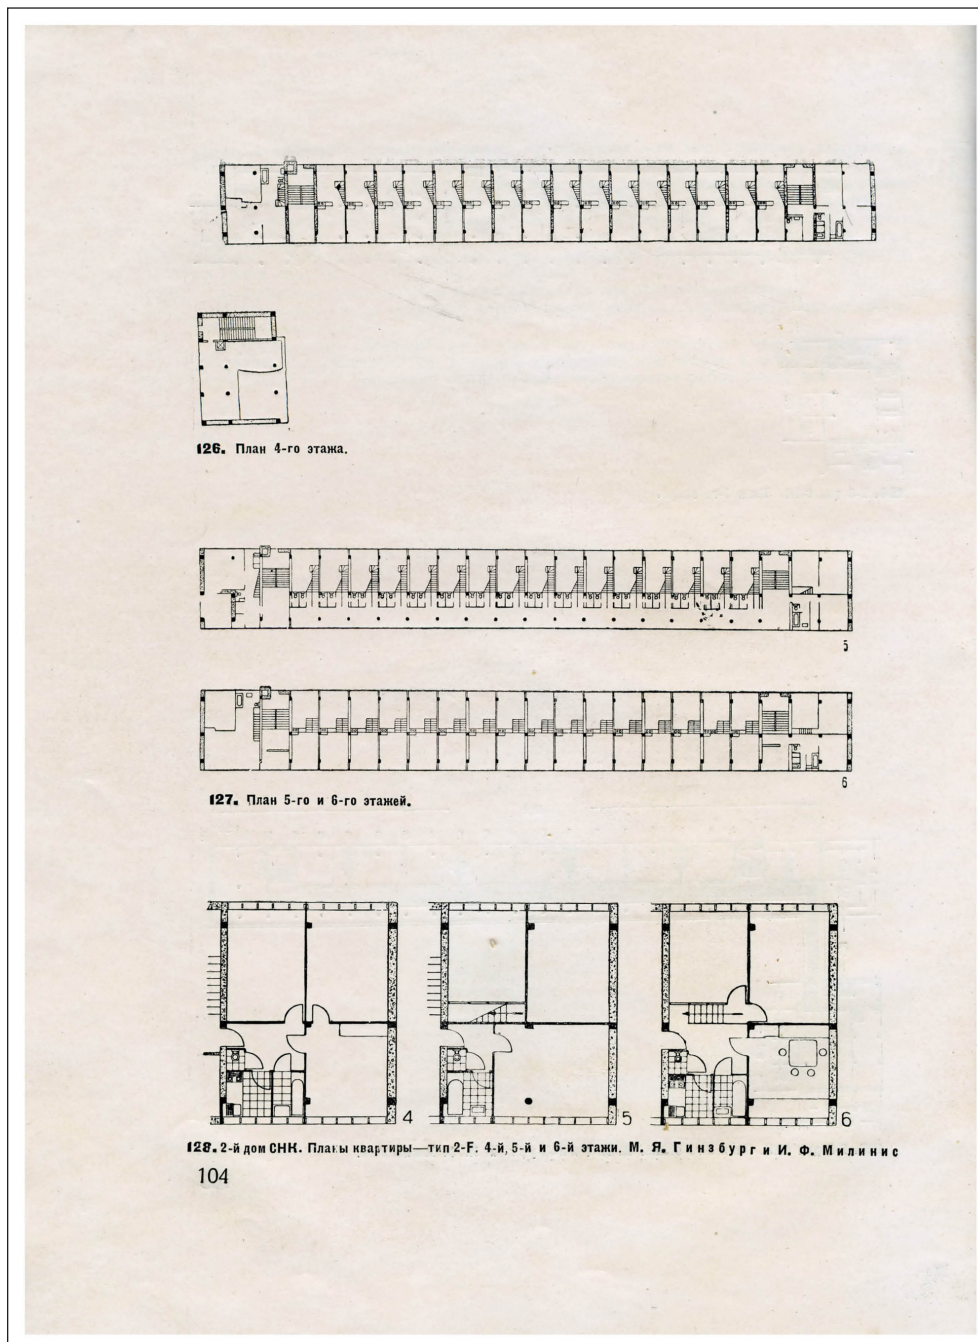 126. План 4-го этажа.
5
6
127. План 5-го и 6-го этажей.
4
5
6
128. 2-й дом СНК. Планы квартиры—тип 2-F. 4-й, 5-й и 6-й этажи. М. Я. Гинзбург и И. Ф. Милинис
104